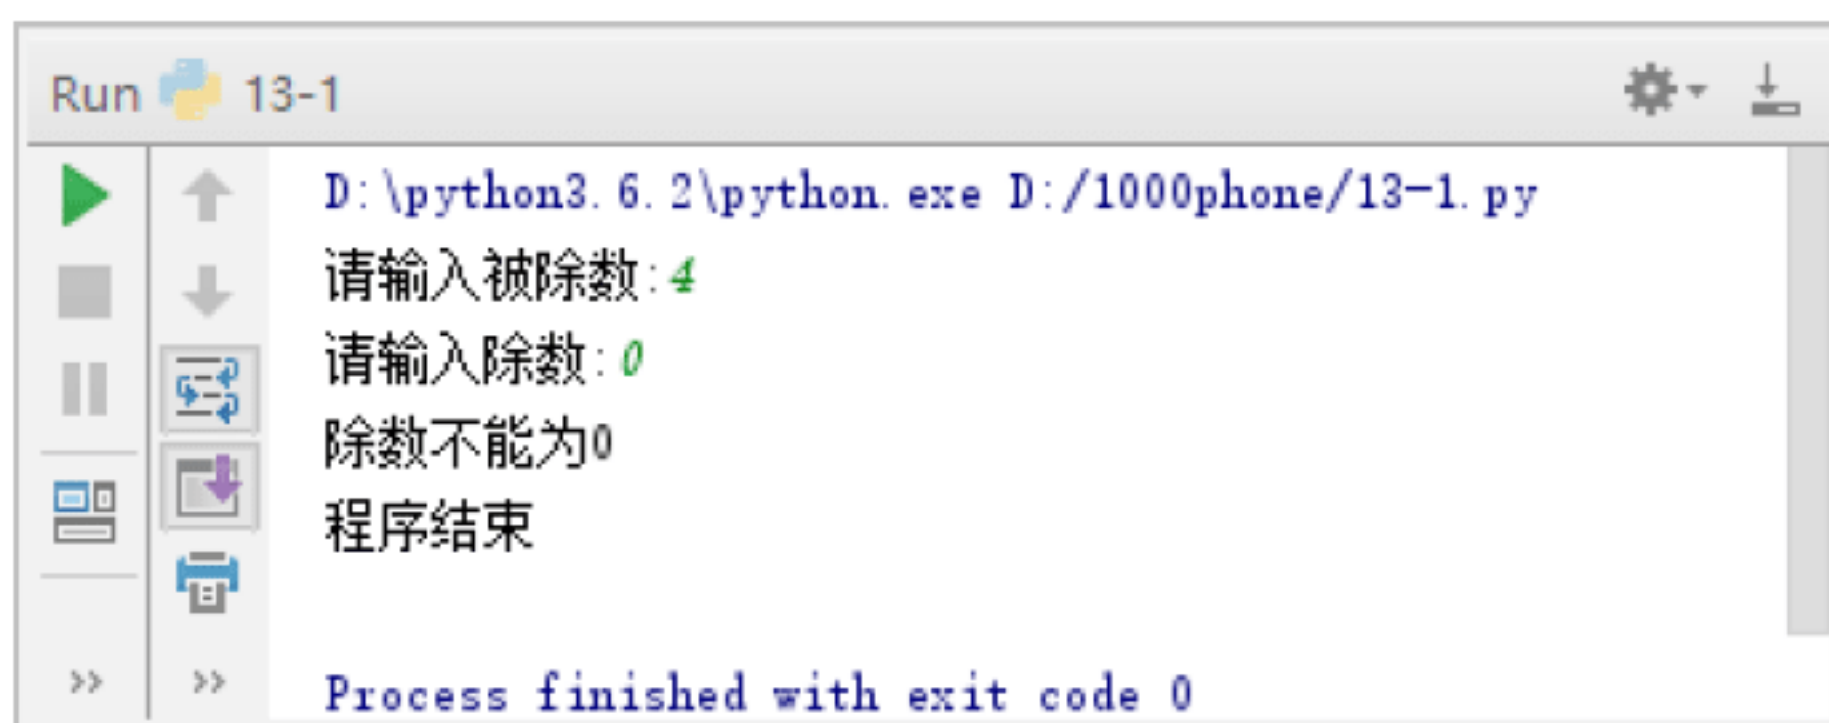 Run 13-1
D:\python3.6.2\python.exe D:/1000phone/13-1.py
请输入被除数:4
请输入除数:0
除数不能为0
程序结束
Process finished with exit code 0